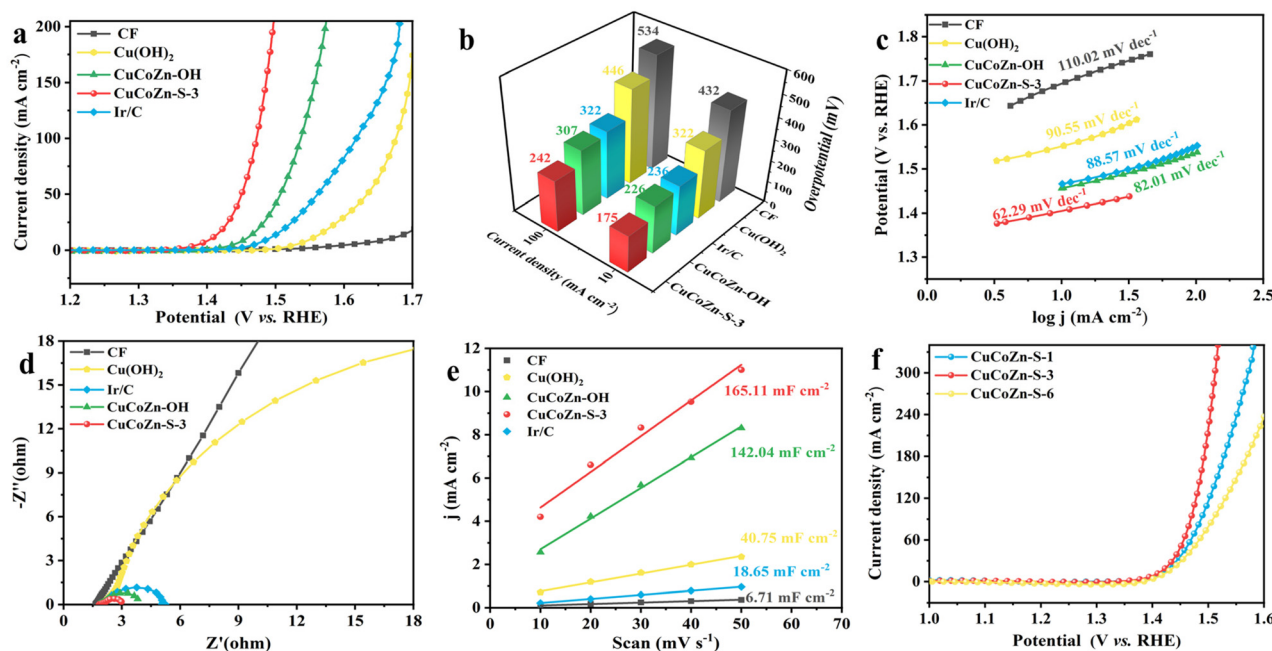 a
CF
Cu(OH)₂
CuCoZn-OH
CuCoZn-S-3
Ir/C
200
150
100
50
0
1.2 1.3 1.4 1.5 1.6 1.7
Current density (mA cm⁻²)
Potential (V vs. RHE)
b
534
446
322
307
242
432
322
236
226
175
600
500
400
300
200
100
0
Overpotential (mV)
CF
Cu(OH)₂
Ir/C
CuCoZn-OH
CuCoZn-S-3
100
10
Current density
(mA cm⁻²)
c
CF
Cu(OH)₂
CuCoZn-OH
CuCoZn-S-3
Ir/C
110.02 mV dec⁻¹
90.55 mV dec⁻¹
88.57 mV dec⁻¹
82.01 mV dec⁻¹
62.29 mV dec⁻¹
1.8
1.7
1.6
1.5
1.4
1.3
0.0 0.5 1.0 1.5 2.0 2.5
Potential (V vs. RHE)
log j (mA cm⁻²)
d
CF
Cu(OH)₂
Ir/C
CuCoZn-OH
CuCoZn-S-3
18
15
12
9
6
3
0
3 6 9 12 15 18
-Z''(ohm)
Z'(ohm)
e
CF
Cu(OH)₂
CuCoZn-OH
CuCoZn-S-3
Ir/C
165.11 mF cm⁻²
142.04 mF cm⁻²
40.75 mF cm⁻²
18.65 mF cm⁻²
6.71 mF cm⁻²
12
10
8
6
4
2
0
0 10 20 30 40 50 60 70
j (mA cm⁻²)
Scan (mV s⁻¹)
f
CuCoZn-S-1
CuCoZn-S-3
CuCoZn-S-6
300
240
180
120
60
0
1.0 1.1 1.2 1.3 1.4 1.5 1.6
Current density (mA cm⁻²)
Potential (V vs. RHE)